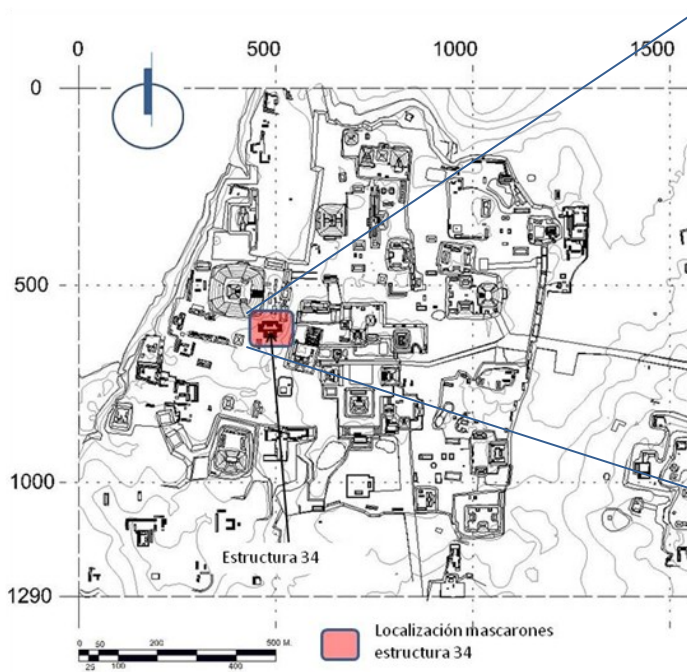 0 500 1000 1500
0
500
1000
1290
Estructura 34
0 50 200 500 M.
25 100 400
Localización mascarones
estructura 34